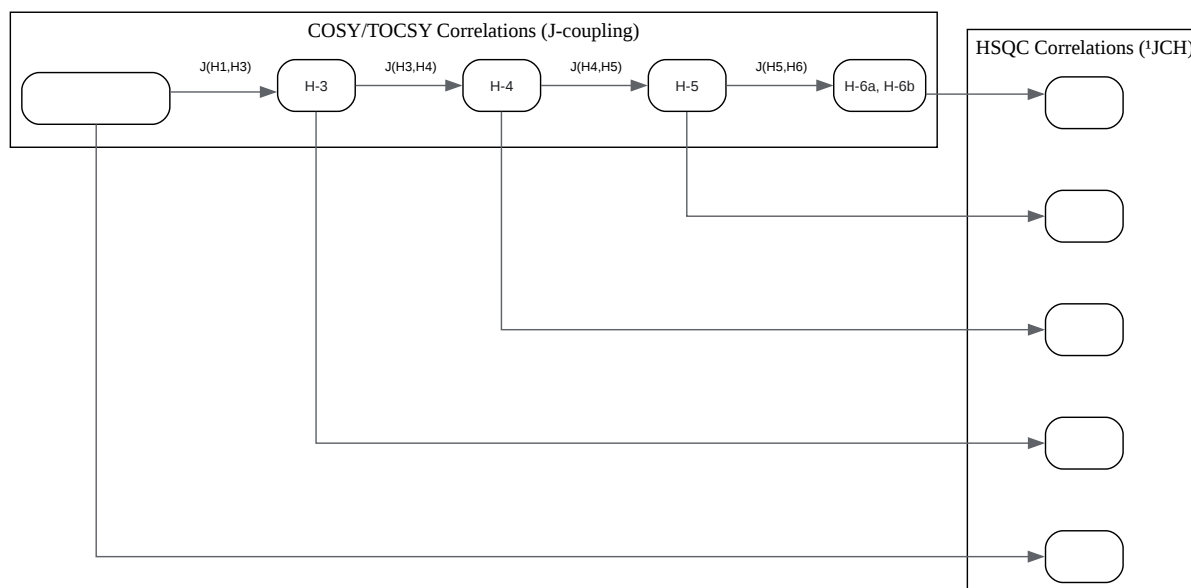 COSY/TOCSY Correlations (J-coupling)
HSQC Correlations (¹JCH)
J(H1,H3)
J(H3,H4)
J(H4,H5)
J(H5,H6)
H-3
H-4
H-5
H-6a, H-6b